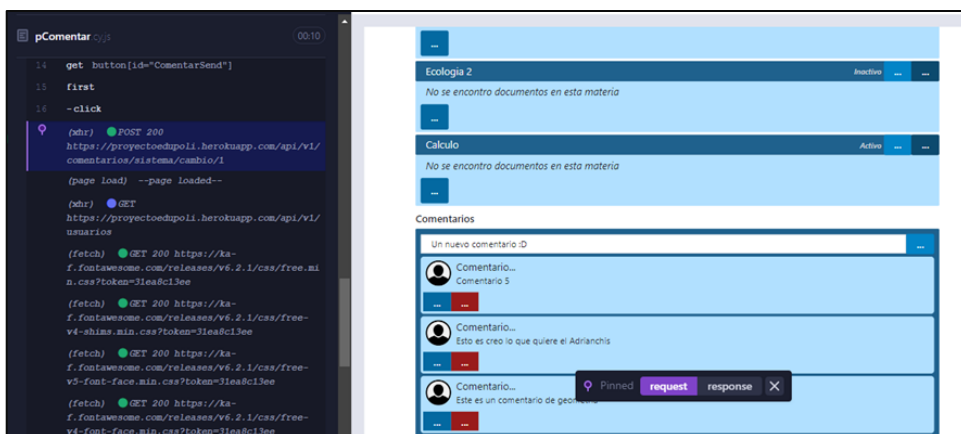 pComentar.cy.js 00:10
14 get button[id="ComentarSend"]
15 first
16 -click
(xhr) POST 200
https://proyectoedupoli.herokuapp.com/api/v1/
comentarios/sistema/cambio/1
(page load) --page loaded--
(xhr) GET
https://proyectoedupoli.herokuapp.com/api/v1/
usuarios
(fetch) GET 200 https://ka-
f.fontawesome.com/releases/v6.2.1/css/free.mi
n.css?token=31ea8c13ee
(fetch) GET 200 https://ka-
f.fontawesome.com/releases/v6.2.1/css/free-
v4-shims.min.css?token=31ea8c13ee
(fetch) GET 200 https://ka-
f.fontawesome.com/releases/v6.2.1/css/free-
v5-font-face.min.css?token=31ea8c13ee
(fetch) GET 200 https://ka-
f.fontawesome.com/releases/v6.2.1/css/free-
v4-font-face.min.css?token=31ea8c13ee
...
Ecologia 2 Inactivo ... ...
No se encontro documentos en esta materia
...
Calculo Activo ... ...
No se encontro documentos en esta materia
...
Comentarios
Un nuevo comentario :D ...
Comentario...
Comentario 5
... ...
Comentario...
Esto es creo lo que quiere el Adrianchis
... ...
Comentario...
Este es un comentario de
... ...
Pinned request response X